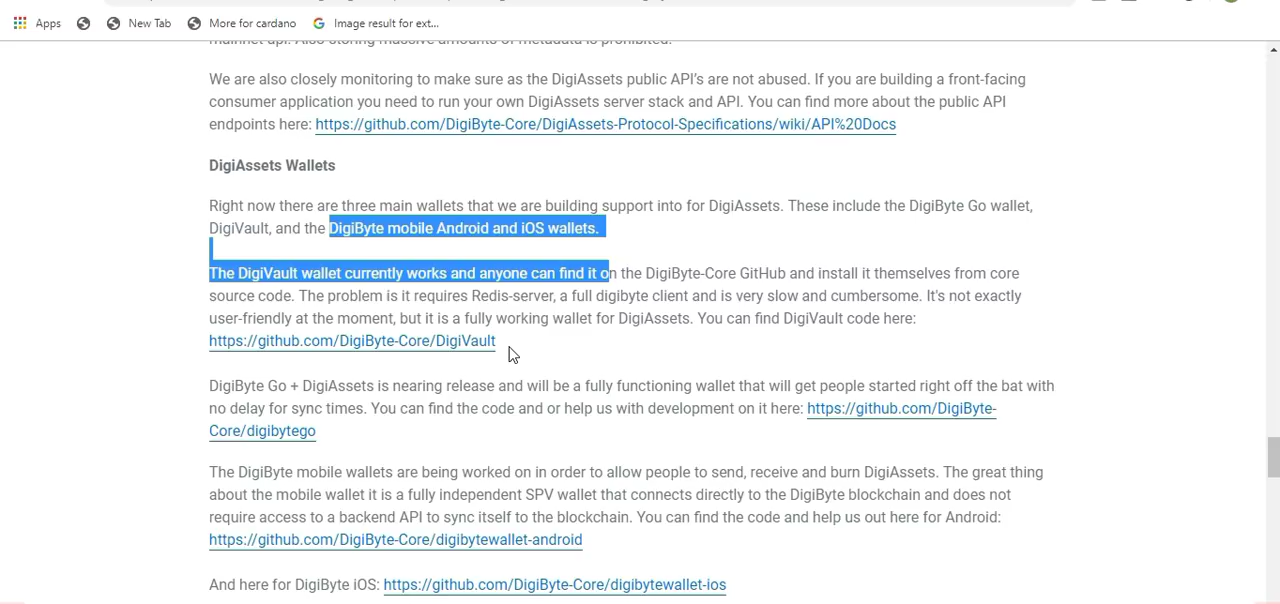 Apps
New Tab
More for cardano
Image result for ext...
mainnet api. Also storing massive amounts of metadata is prohibited.
We are also closely monitoring to make sure as the DigiAssets public API's are not abused. If you are building a front-facing
consumer application you need to run your own DigiAssets server stack and API. You can find more about the public API
endpoints here: https://github.com/DigiByte-Core/DigiAssets-Protocol-Specifications/wiki/API%20Docs
DigiAssets Wallets
Right now there are three main wallets that we are building support into for DigiAssets. These include the DigiByte Go wallet,
DigiVault, and the DigiByte mobile Android and iOS wallets.
The DigiVault wallet currently works and anyone can find it on the DigiByte-Core GitHub and install it themselves from core
source code. The problem is it requires Redis-server, a full digibyte client and is very slow and cumbersome. It's not exactly
user-friendly at the moment, but it is a fully working wallet for DigiAssets. You can find DigiVault code here:
https://github.com/DigiByte-Core/DigiVault
DigiByte Go + DigiAssets is nearing release and will be a fully functioning wallet that will get people started right off the bat with
no delay for sync times. You can find the code and or help us with development on it here: https://github.com/DigiByte-
Core/digibytego
The DigiByte mobile wallets are being worked on in order to allow people to send, receive and burn DigiAssets. The great thing
about the mobile wallet it is a fully independent SPV wallet that connects directly to the DigiByte blockchain and does not
require access to a backend API to sync itself to the blockchain. You can find the code and help us out here for Android:
https://github.com/DigiByte-Core/digibytewallet-android
And here for DigiByte iOS: https://github.com/DigiByte-Core/digibytewallet-ios